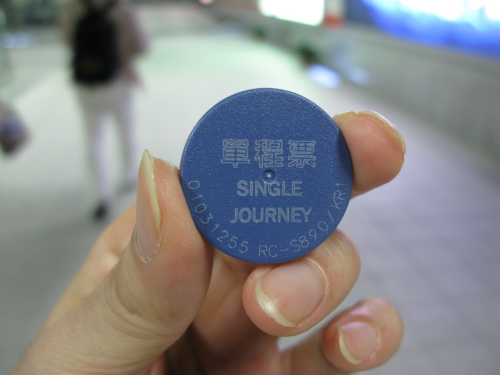 單程票
SINGLE
JOURNEY
01031255 RC-S890/KR1